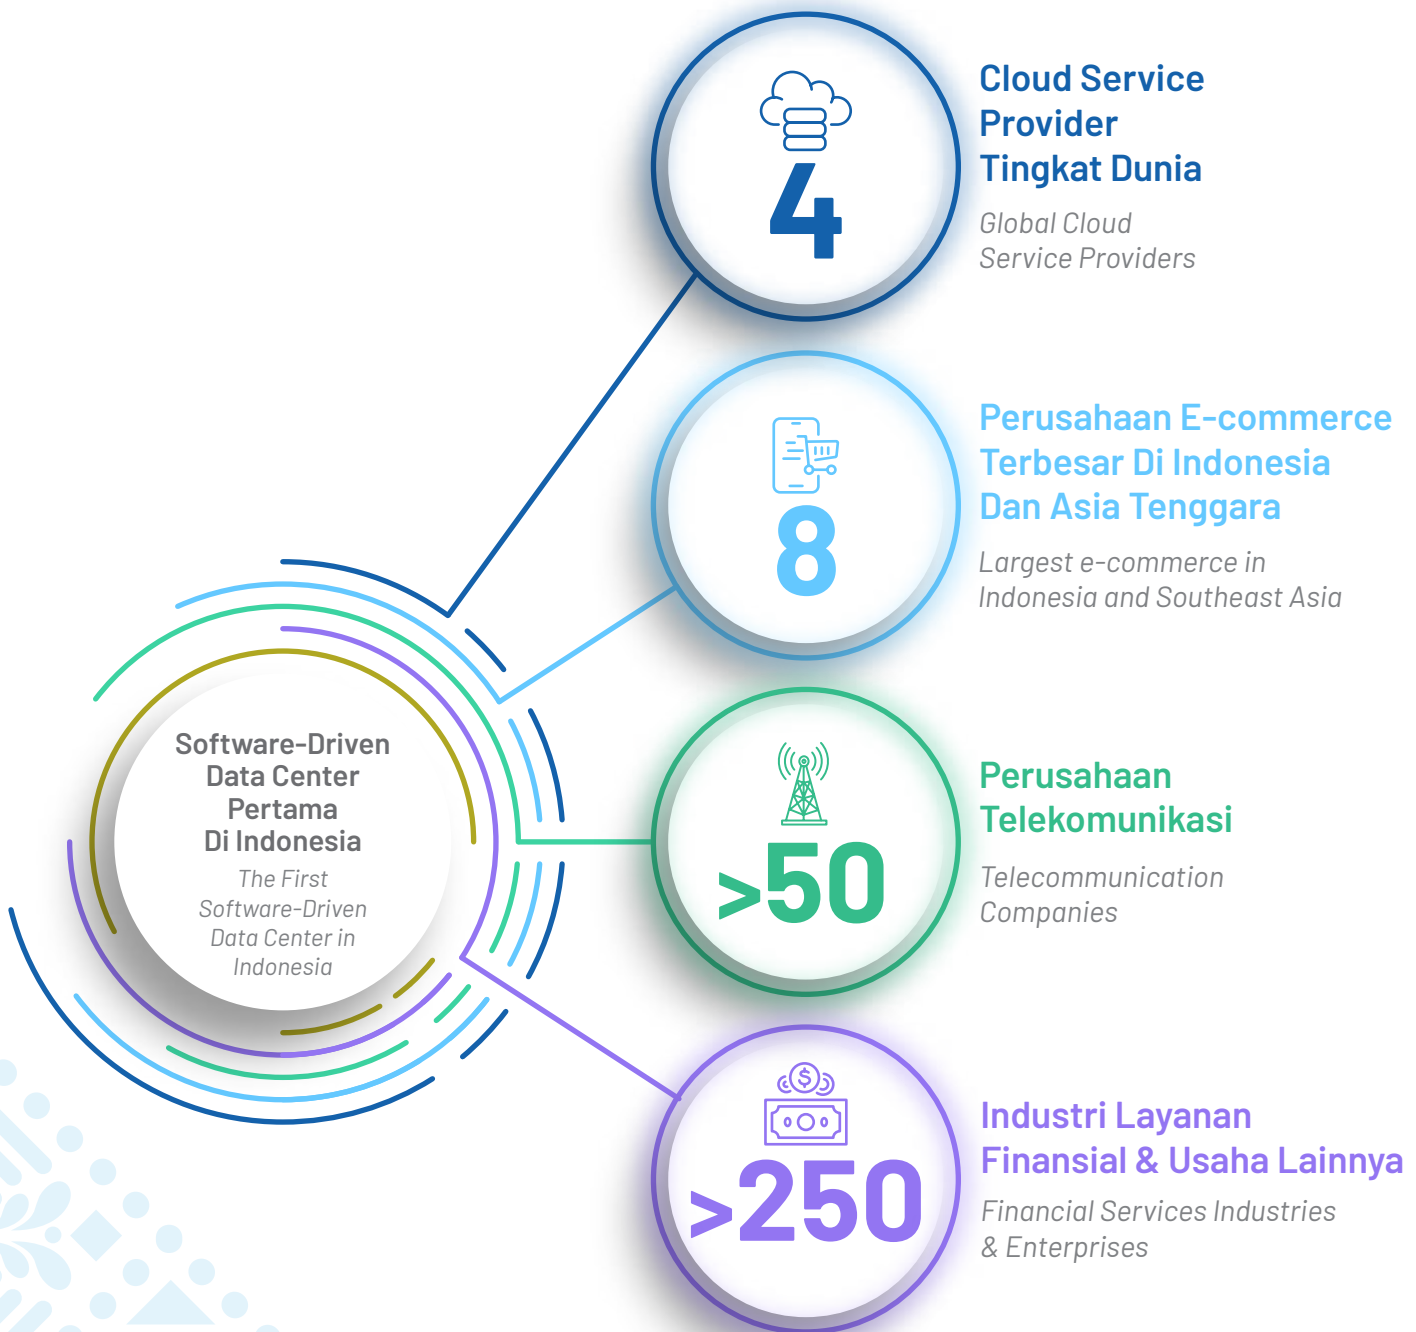 4
Cloud Service
Provider
Tingkat Dunia
Global Cloud
Service Providers
8
Perusahaan E-commerce
Terbesar Di Indonesia
Dan Asia Tenggara
Largest e-commerce in
Indonesia and Southeast Asia
Software-Driven
Data Center
Pertama
Di Indonesia
The First
Software-Driven
Data Center in
Indonesia
>50
Perusahaan
Telekomunikasi
Telecommunication
Companies
>250
Industri Layanan
Finansial & Usaha Lainnya
Financial Services Industries
& Enterprises